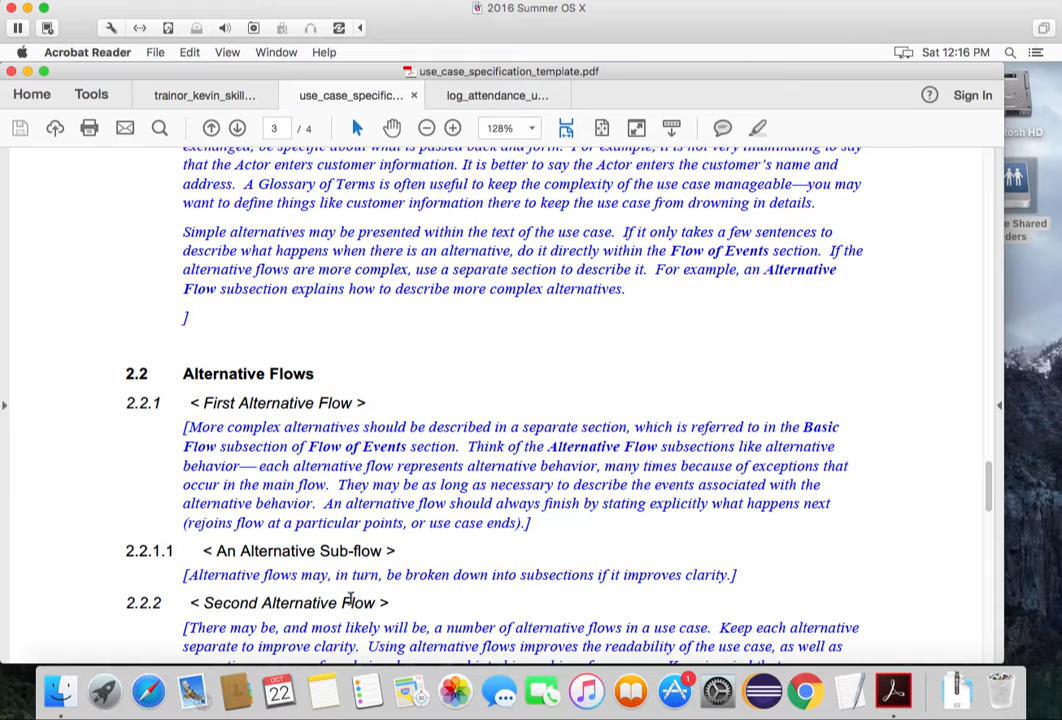 2016 Summer OS X
Acrobat Reader File Edit View Window Help Sat 12:16 PM
use_case_specification_template.pdf
Home Tools trainor_kevin_skill... use_case_specific... × log_attendance_u... ? Sign In
3 / 4 128%
that the Actor enters customer information. It is better to say the Actor enters the customer's name and
address. A Glossary of Terms is often useful to keep the complexity of the use case manageable—you may
want to define things like customer information there to keep the use case from drowning in details.
Simple alternatives may be presented within the text of the use case. If it only takes a few sentences to
describe what happens when there is an alternative, do it directly within the Flow of Events section. If the
alternative flows are more complex, use a separate section to describe it. For example, an Alternative
Flow subsection explains how to describe more complex alternatives.
]
2.2 Alternative Flows
2.2.1 < First Alternative Flow >
[More complex alternatives should be described in a separate section, which is referred to in the Basic
Flow subsection of Flow of Events section. Think of the Alternative Flow subsections like alternative
behavior— each alternative flow represents alternative behavior, many times because of exceptions that
occur in the main flow. They may be as long as necessary to describe the events associated with the
alternative behavior. An alternative flow should always finish by stating explicitly what happens next
(rejoins flow at a particular points, or use case ends).]
2.2.1.1 < An Alternative Sub-flow >
[Alternative flows may, in turn, be broken down into subsections if it improves clarity.]
2.2.2 < Second Alternative Flow >
[There may be, and most likely will be, a number of alternative flows in a use case. Keep each alternative
separate to improve clarity. Using alternative flows improves the readability of the use case, as well as
OCT
22
1